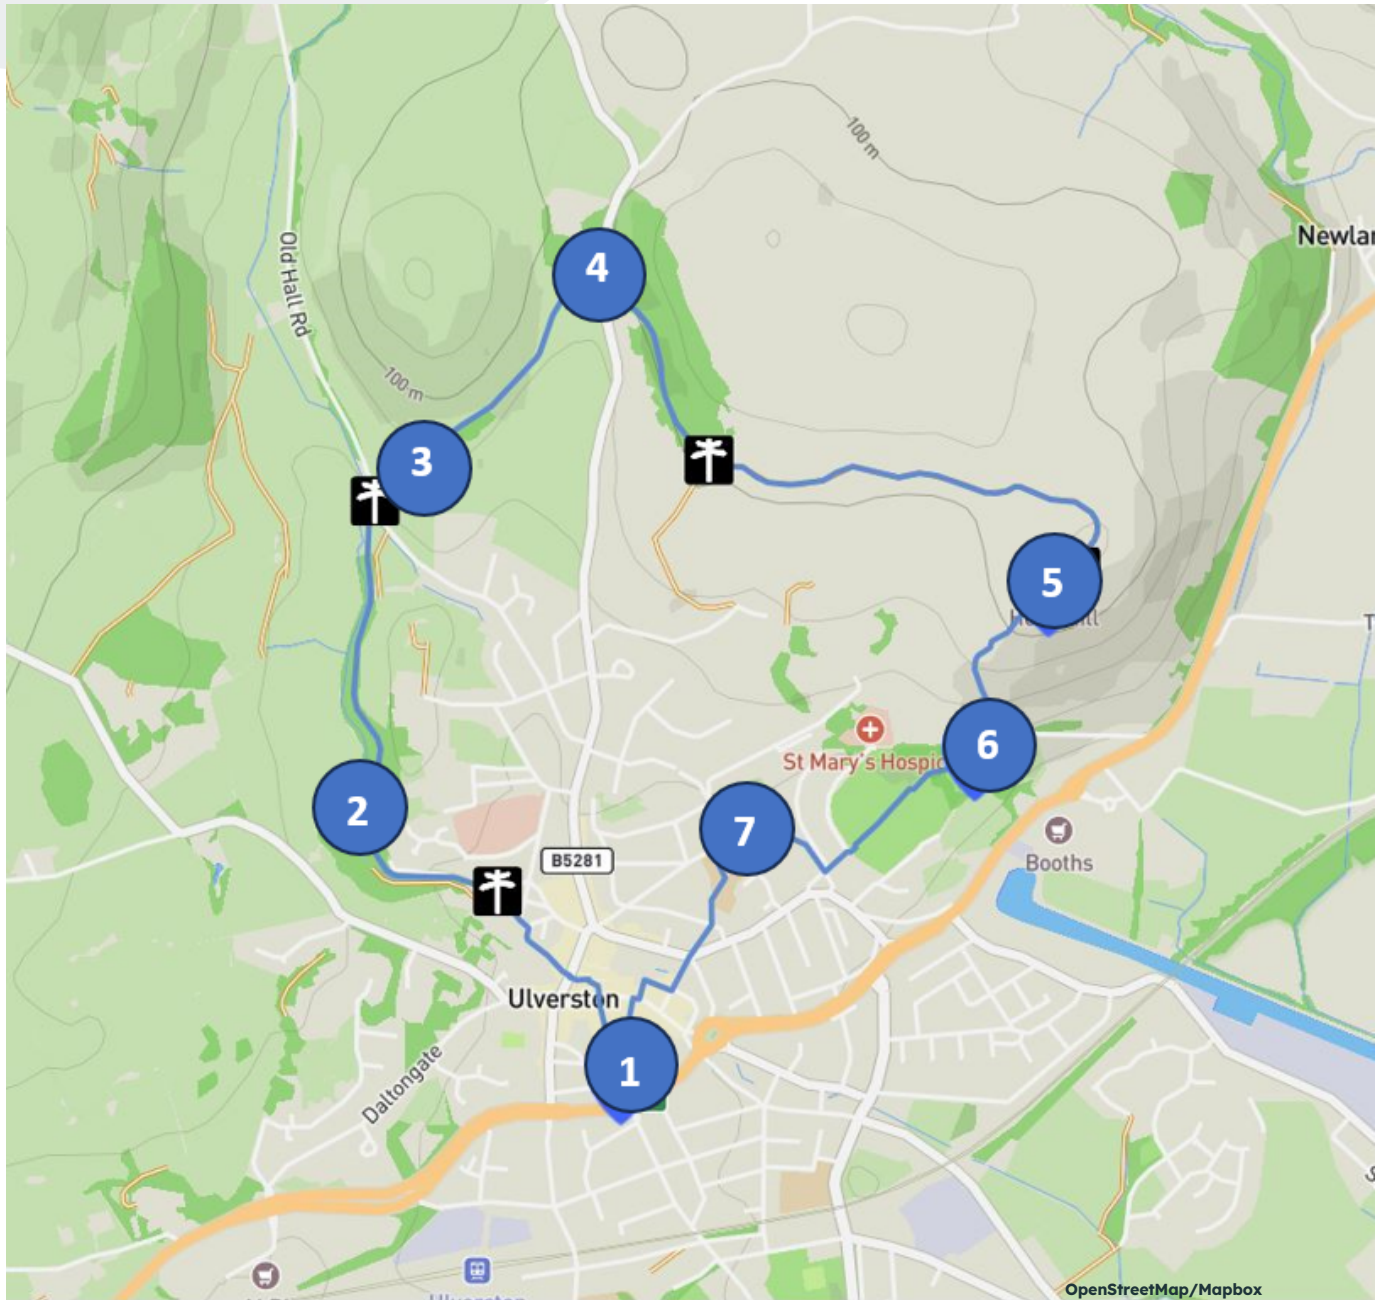 100 m
Newlar
Old Hall Rd
4
100 m
3
5
St Mary's Hospic
6
2
7
B5281
Booths
Ulverston
1
Daltongate
OpenStreetMap/Mapbox